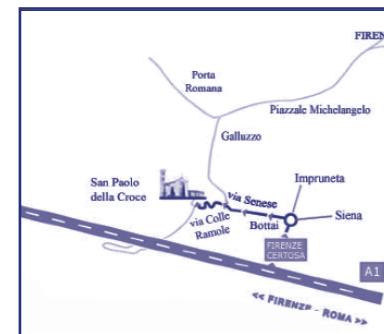 FIREN
Porta
Romana
Piazzale Michelangelo
Galluzzo
Impruneta
San Paolo
della Croce
via Senese
Siena
via Colle
Ramole
Bottai
FIRENZE
CERTOSA
A1
<< FIRENZE - ROMA >>